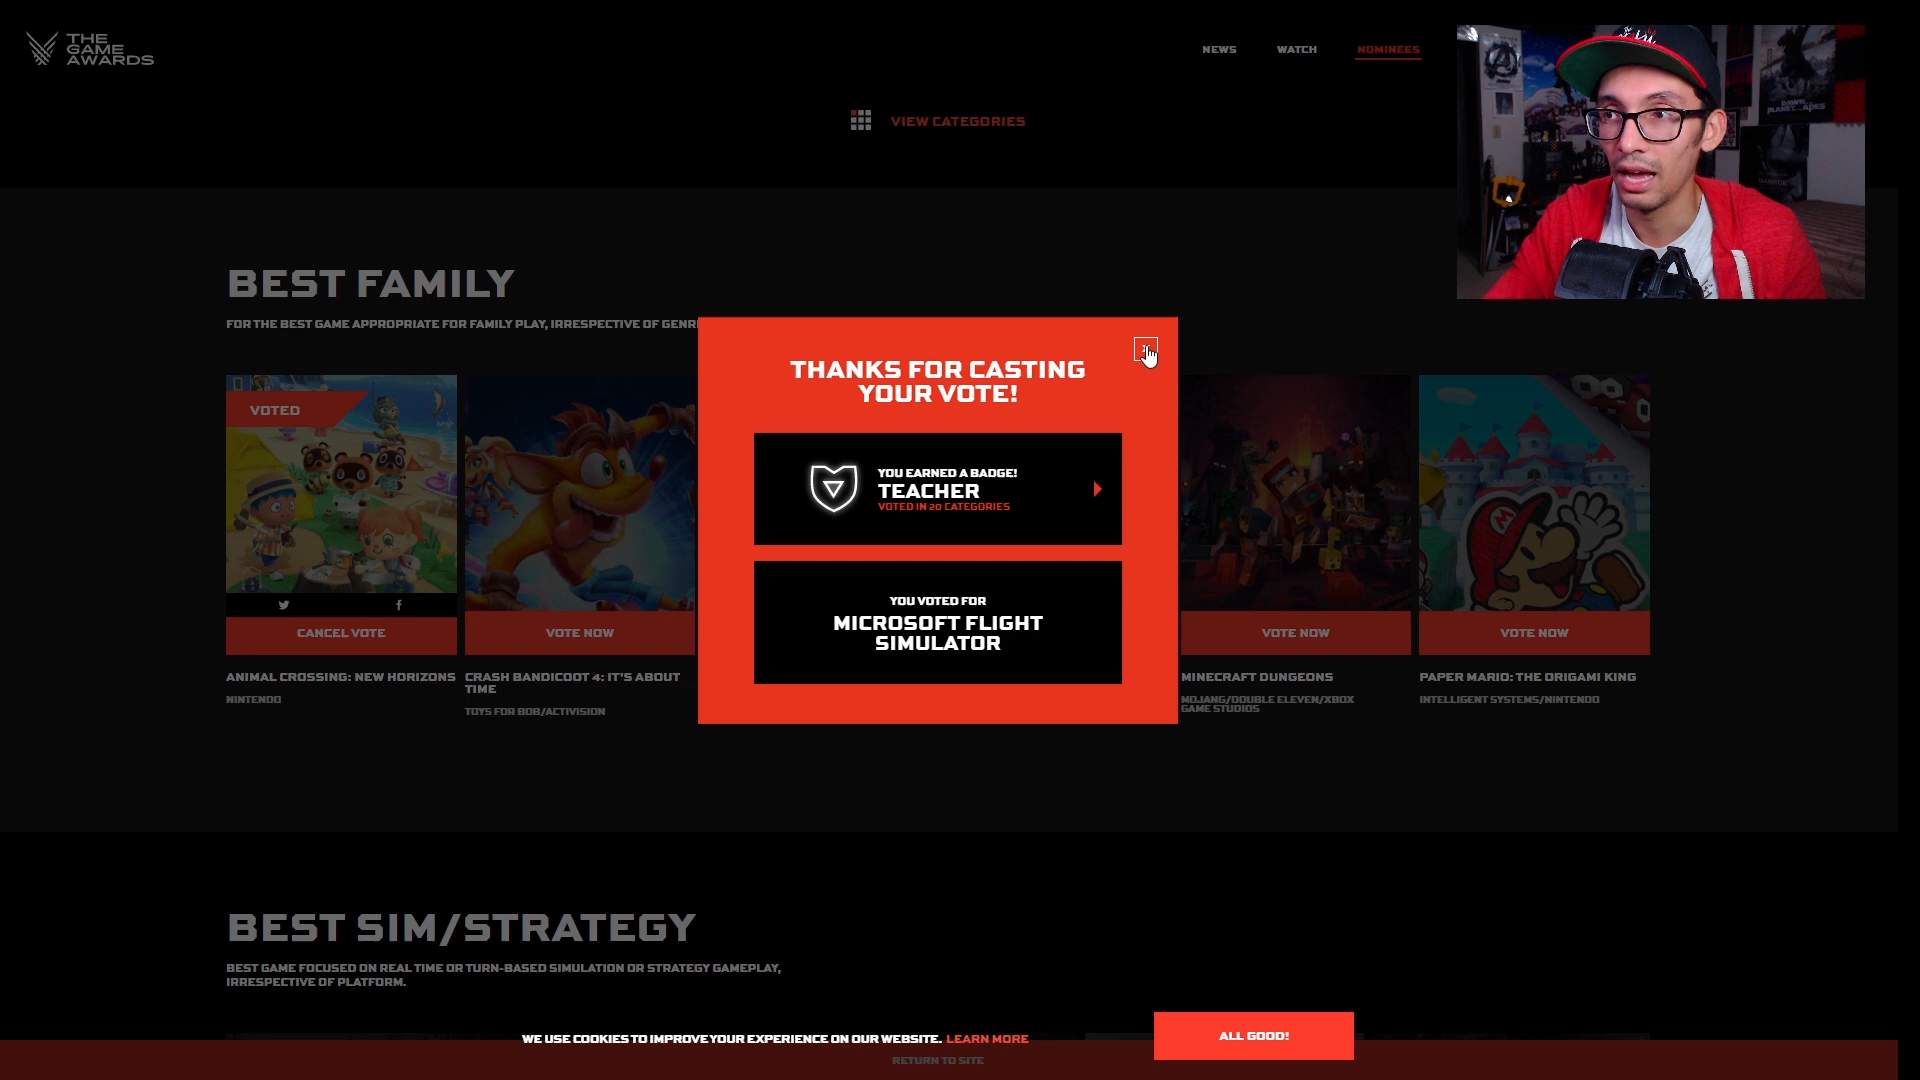 THE
GAME
AWARDS
NEWS
WATCH
NOMINEES
VIEW CATEGORIES
BEST FAMILY
FOR THE BEST GAME APPROPRIATE FOR FAMILY PLAY, IRRESPECTIVE OF
THANKS FOR CASTING
YOUR VOTE!
YOU EARNED A BADGE!
TEACHER
VOTED IN 20 CATEGORIES
YOU VOTED FOR
MICROSOFT FLIGHT
SIMULATOR
VOTED
CANCEL VOTE
VOTE NOW
VOTE NOW
VOTE NOW
ANIMAL CROSSING: NEW HORIZONS
NINTENDO
CRASH BANDICOOT 4: IT'S ABOUT
TIME
TOYS FOR BOB/ACTIVISION
MINECRAFT DUNGEONS
MOJANG/DOUBLE ELEVEN/XBOX
GAME STUDIOS
PAPER MARIO: THE ORIGAMI KING
INTELLIGENT SYSTEMS/NINTENDO
BEST SIM/STRATEGY
BEST GAME FOCUSED ON REAL TIME OR TURN-BASED SIMULATION OR STRATEGY GAMEPLAY,
IRRESPECTIVE OF PLATFORM.
WE USE COOKIES TO IMPROVE YOUR EXPERIENCE ON OUR WEBSITE. LEARN MORE
ALL GOOD!
RETURN TO SITE